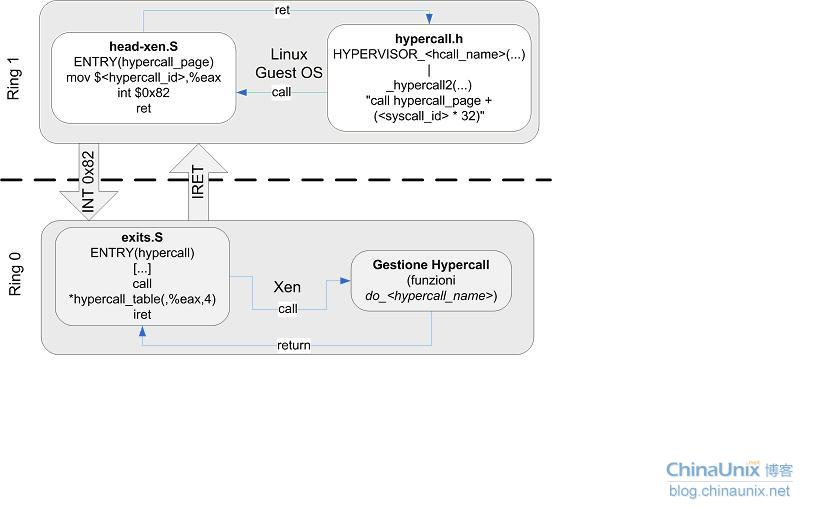 ret
Ring 1
head-xen.S
ENTRY(hypercall_page)
mov $<hypercall_id>,%eax
int $0x82
ret
Linux
Guest OS
call
hypercall.h
HYPERVISOR_<hcall_name>(...)
|
_hypercall2(...)
"call hypercall_page +
(<syscall_id> * 32)"
INT 0x82
IRET
Ring 0
exits.S
ENTRY(hypercall)
[...]
call
*hypercall_table(,%eax,4)
iret
Xen
call
Gestione Hypercall
(funzioni
do_<hypercall_name>)
return
ChinaUnix.net 博客
blog.chinaunix.net